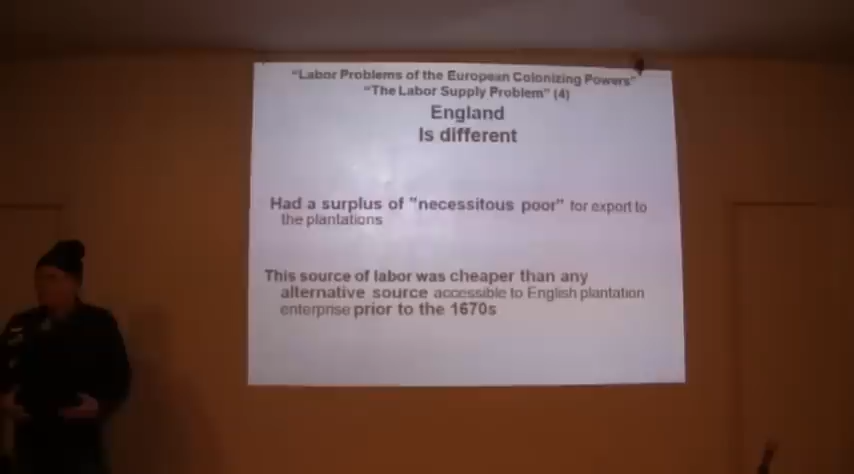 "Labor Problems of the European Colonizing Powers"
"The Labor Supply Problem" (4)
England
Is different
Had a surplus of "necessitous poor" for export to
the plantations
This source of labor was cheaper than any
alternative source accessible to English plantation
enterprise prior to the 1670s